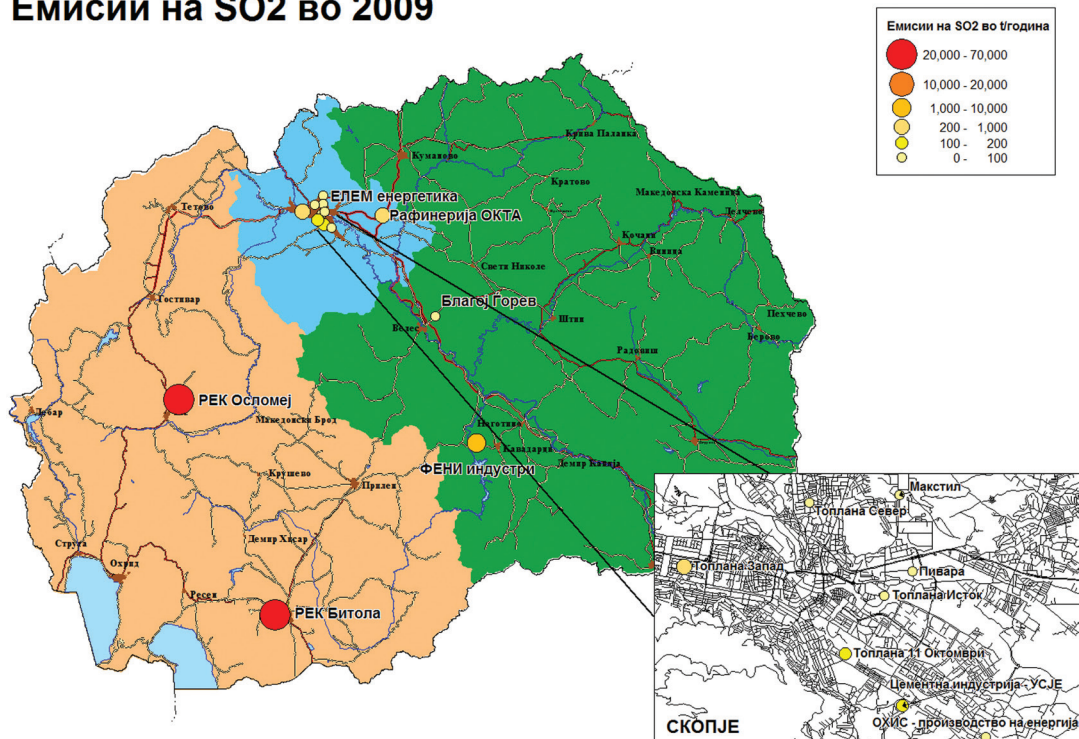 Емисии на SO2 во 2009
Емисии на SO2 во t/година
20,000 - 70,000
10,000 - 20,000
1,000 - 10,000
200 - 1,000
100 - 200
0 - 100
Крива Паланка
Куманово
Кратово
ЕЛЕМ енергетика
Македонска Каменица
Тетово
Рафинерија ОКТА
Делчево
Кочани
Виница
Свети Николе
Гостивар
Благој Ѓорев
Пехчево
Штип
Велес
Берово
Радовиш
РЕК Осломеј
Дебар
Македонски Брод
Неготино
Кавадарци
ФЕНИ индустри
Демир Капија
Крушево
Прилеп
Демир Хисар
Струга
Охрид
Ресен
РЕК Битола
Макстил
Топлана Север
Топлана Запад
Пивара
Топлана Исток
Топлана 11 Октомври
Цементна индустрија - УСЈЕ
ОХИС - производство на енергија
СКОПЈЕ